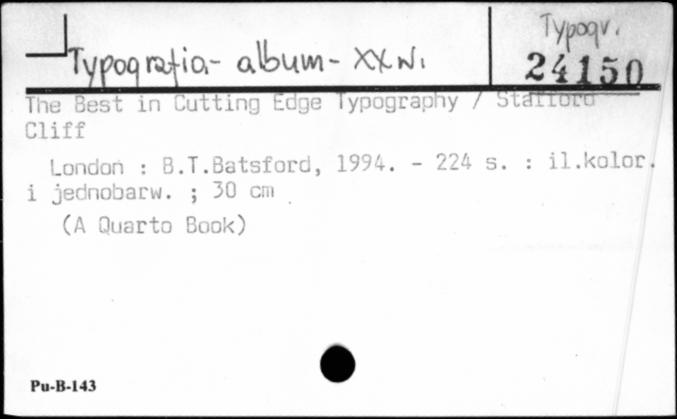 Typogr.
Typografia - album - XX w.
24150
The Best in Cutting Edge Typography / Stafford
Cliff
London : B.T.Batsford, 1994. - 224 s. : il.kolor.
i jednobarw. ; 30 cm
(A Quarto Book)
Pu-B-143